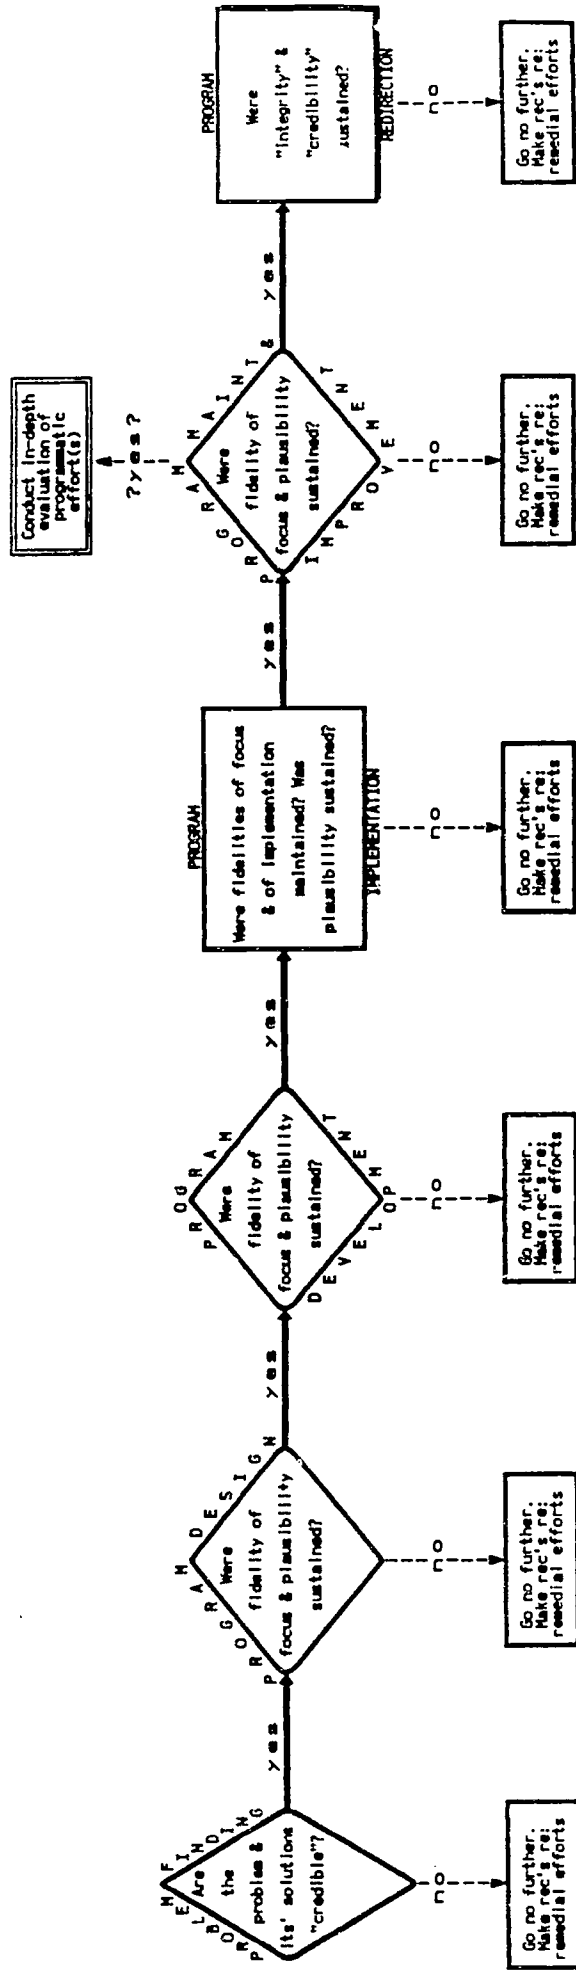 PROBLEM FINDING
Are
the
problem &
its' solutions
"credible"?
no
Go no further.
Make rec's re:
remedial efforts
yes
PROGRAM DESIGN
Were
fidelity of
focus & plausibility
sustained?
no
Go no further.
Make rec's re:
remedial efforts
yes
PROGRAM
Were
fidelity of
focus & plausibility
sustained?
DEVELOPMENT
no
Go no further.
Make rec's re:
remedial efforts
yes
PROGRAM
Were fidelities of focus
& of implementation
maintained? Was
plausibility sustained?
IMPLEMENTATION
no
Go no further.
Make rec's re:
remedial efforts
yes
PROGRAM MAINT &
Were
fidelity of
focus & plausibility
sustained?
IMPROVEMENT
?yes?
Conduct in-depth
evaluation of
programmatic
effort(s)
no
Go no further.
Make rec's re:
remedial efforts
yes
PROGRAM
Were
"integrity" &
"credibility"
sustained?
REDIRECTION
no
Go no further.
Make rec's re:
remedial efforts